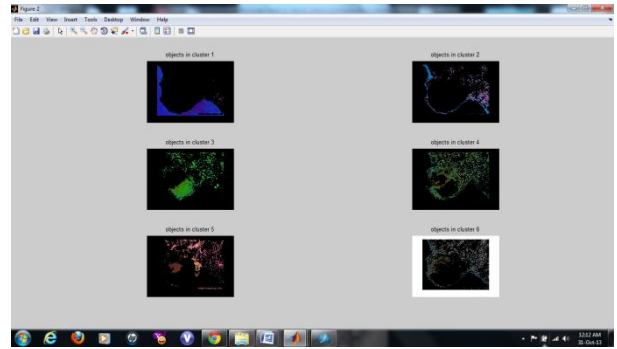 Figure 2
File Edit View Insert Tools Desktop Window Help
objects in cluster 1
objects in cluster 2
objects in cluster 3
objects in cluster 4
objects in cluster 5
objects in cluster 6
12:12 AM
31-Oct-13